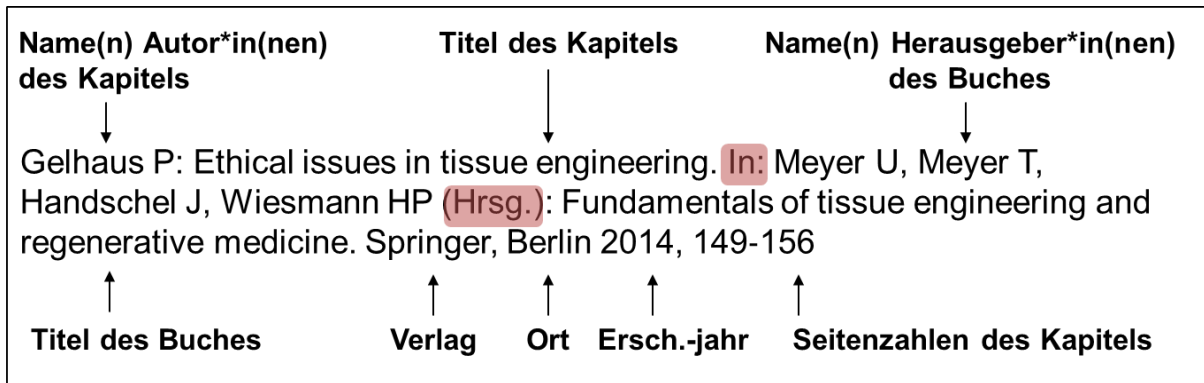 Name(n) Autor*in(nen) des Kapitels
Titel des Kapitels
Name(n) Herausgeber*in(nen) des Buches
Gelhaus P: Ethical issues in tissue engineering. In: Meyer U, Meyer T,
Handschel J, Wiesmann HP (Hrsg.): Fundamentals of tissue engineering and
regenerative medicine. Springer, Berlin 2014, 149-156
Titel des Buches
Verlag
Ort
Ersch.-jahr
Seitenzahlen des Kapitels